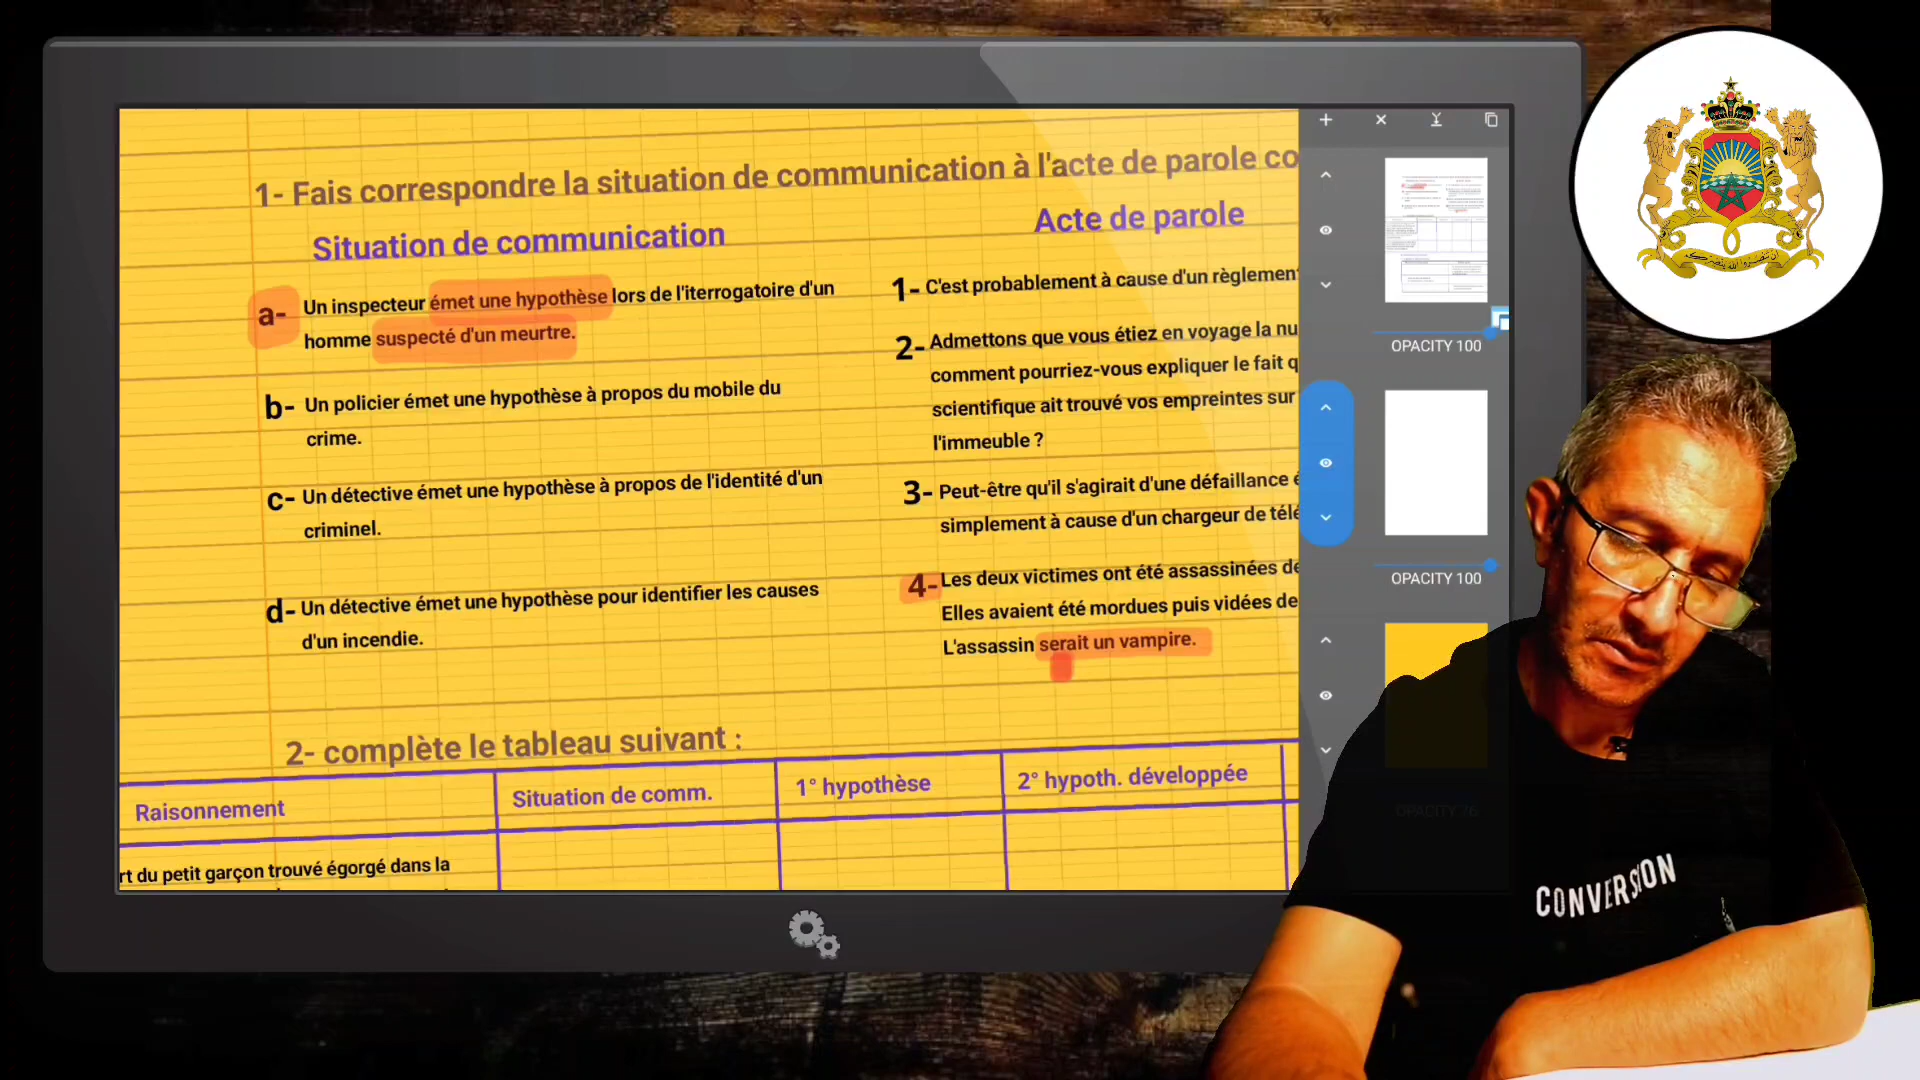 1- Fais correspondre la situation de communication à l'acte de parole co
Situation de communication
Acte de parole
a- Un inspecteur émet une hypothèse lors de l'iterrogatoire d'un
homme suspecté d'un meurtre.
b- Un policier émet une hypothèse à propos du mobile du
crime.
c- Un détective émet une hypothèse à propos de l'identité d'un
criminel.
d- Un détective émet une hypothèse pour identifier les causes
d'un incendie.
1- C'est probablement à cause d'un règlement
2- Admettons que vous étiez en voyage la nu
comment pourriez-vous expliquer le fait q
scientifique ait trouvé vos empreintes sur
l'immeuble ?
3- Peut-être qu'il s'agirait d'une défaillance é
simplement à cause d'un chargeur de télé
4- Les deux victimes ont été assassinées de
Elles avaient été mordues puis vidées de
L'assassin serait un vampire.
2- complète le tableau suivant :
Raisonnement
Situation de comm.
1° hypothèse
2° hypoth. développée
rt du petit garçon trouvé égorgé dans la
OPACITY 100
OPACITY 100
OPACITY 76
CONVERSION